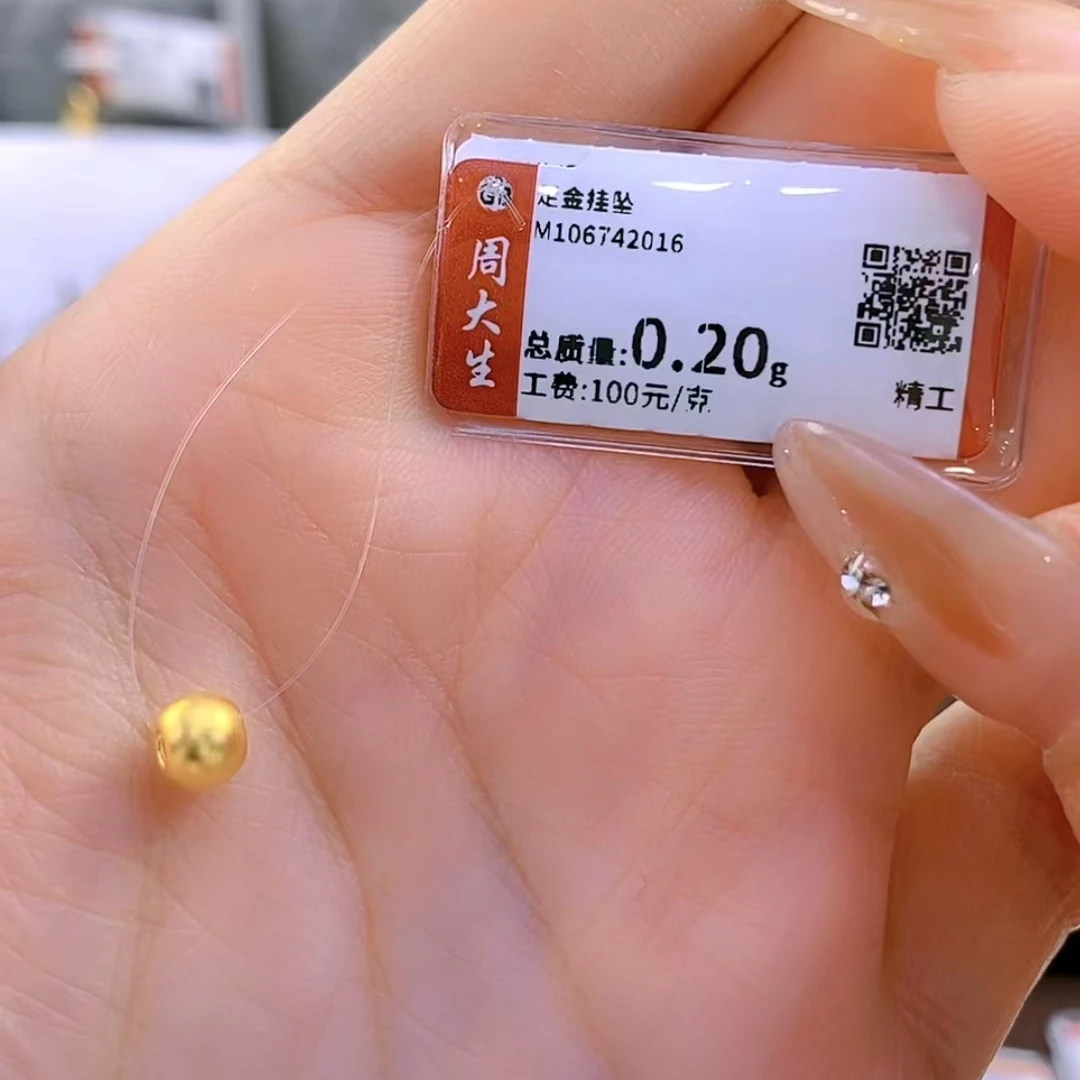 周大生
足金挂坠
M106742016
总质量:0.20g
工费:100元/克
精工